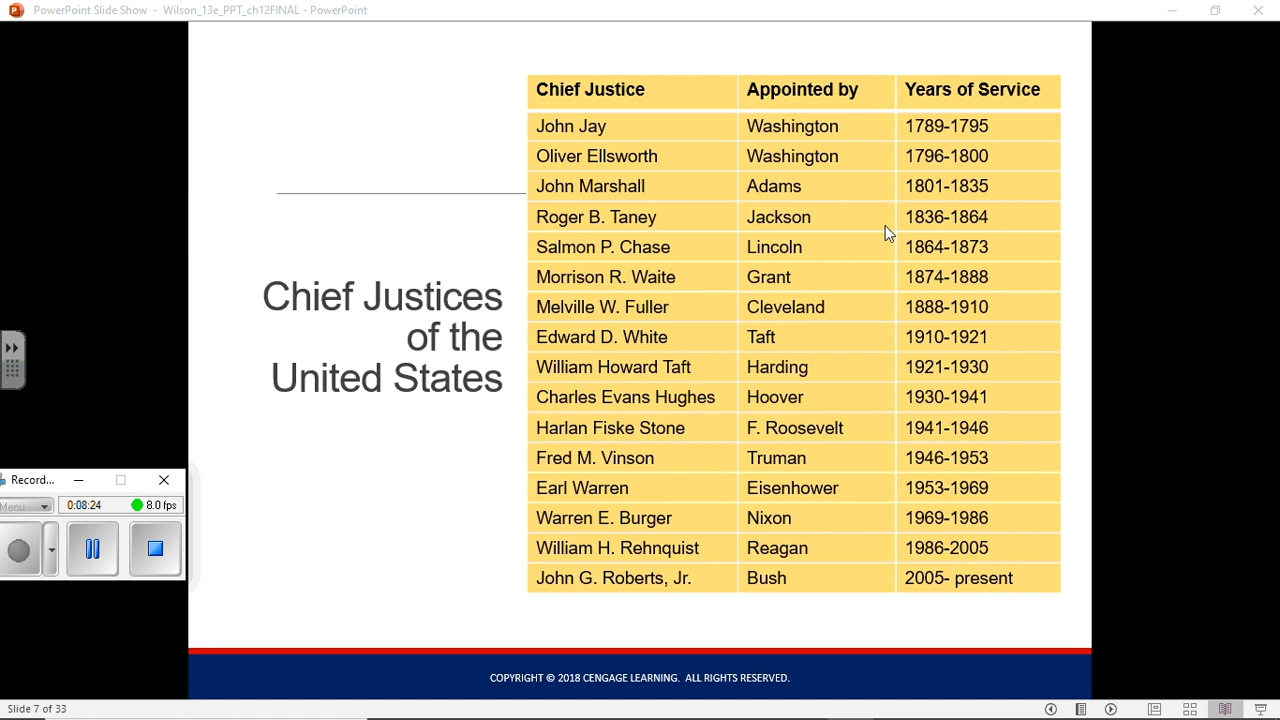 PowerPoint Slide Show - Wilson_13e_PPT_ch12FINAL - PowerPoint
Chief Justices
of the
United States
Chief Justice Appointed by Years of Service
John Jay Washington 1789-1795
Oliver Ellsworth Washington 1796-1800
John Marshall Adams 1801-1835
Roger B. Taney Jackson 1836-1864
Salmon P. Chase Lincoln 1864-1873
Morrison R. Waite Grant 1874-1888
Melville W. Fuller Cleveland 1888-1910
Edward D. White Taft 1910-1921
William Howard Taft Harding 1921-1930
Charles Evans Hughes Hoover 1930-1941
Harlan Fiske Stone F. Roosevelt 1941-1946
Fred M. Vinson Truman 1946-1953
Earl Warren Eisenhower 1953-1969
Warren E. Burger Nixon 1969-1986
William H. Rehnquist Reagan 1986-2005
John G. Roberts, Jr. Bush 2005- present
Record...
Menu 0:08:24 8.0 fps
COPYRIGHT © 2018 CENGAGE LEARNING. ALL RIGHTS RESERVED.
Slide 7 of 33